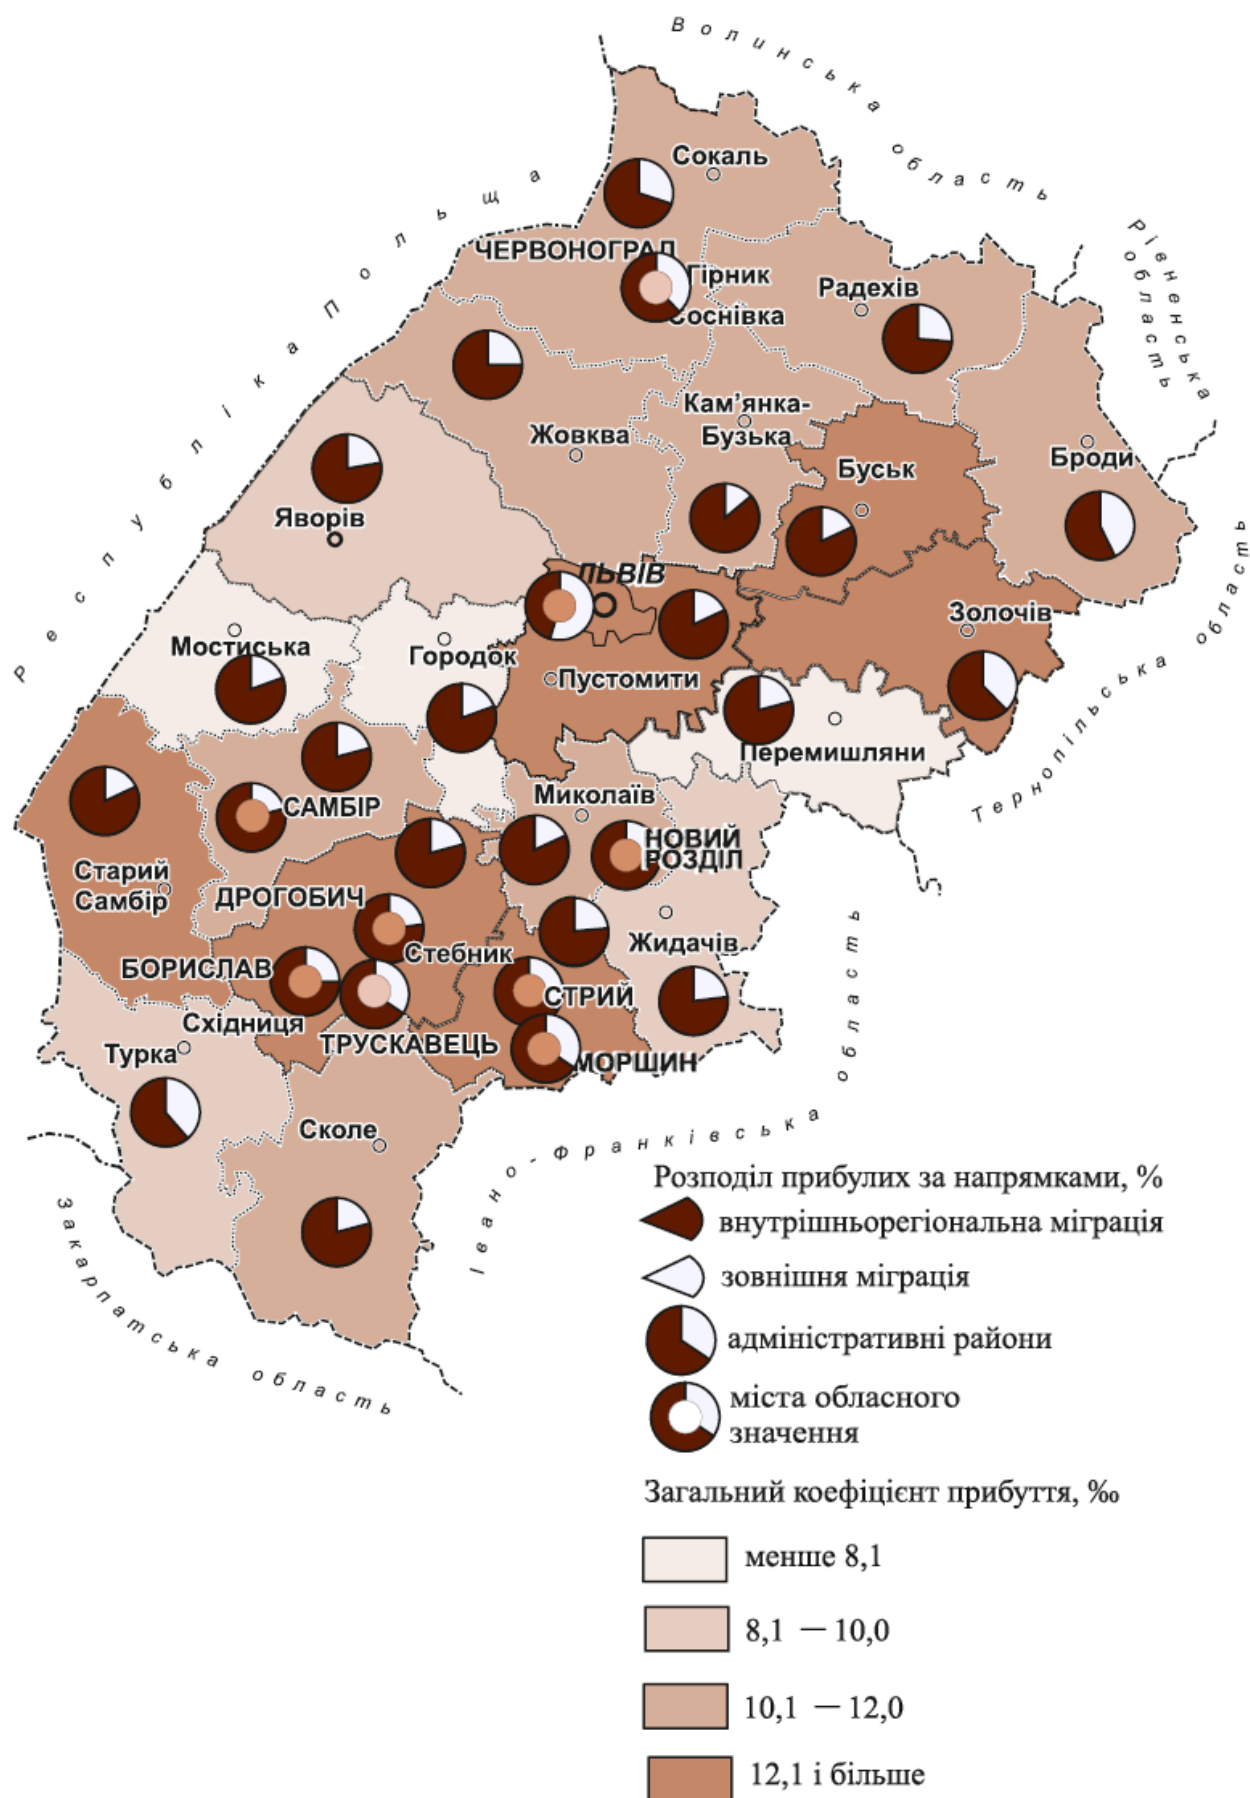 Волинська область
Рівненська
область
Республіка Польща
Сокаль
ЧЕРВОНОГРАД
Гірник
Соснівка
Радехів
Кам’янка-
Бузька
Жовква
Броди
Буськ
Яворів
ЛЬВІВ
Золочів
Мостиська
Городок
Пустомити
Тернопільська область
Перемишляни
Миколаїв
САМБІР
НОВИЙ
РОЗДІЛ
Старий
Самбір
ДРОГОБИЧ
Жидачів
Стебник
БОРИСЛАВ
СТРИЙ
Східниця
ТРУСКАВЕЦЬ
МОРШИН
Турка
Сколе
Івано-Франківська область
Закарпатська область
Розподіл прибулих за напрямками, %
внутрішньорегіональна міграція
зовнішня міграція
адміністративні райони
міста обласного
значення
Загальний коефіцієнт прибуття, ‰
менше 8,1
8,1 — 10,0
10,1 — 12,0
12,1 і більше